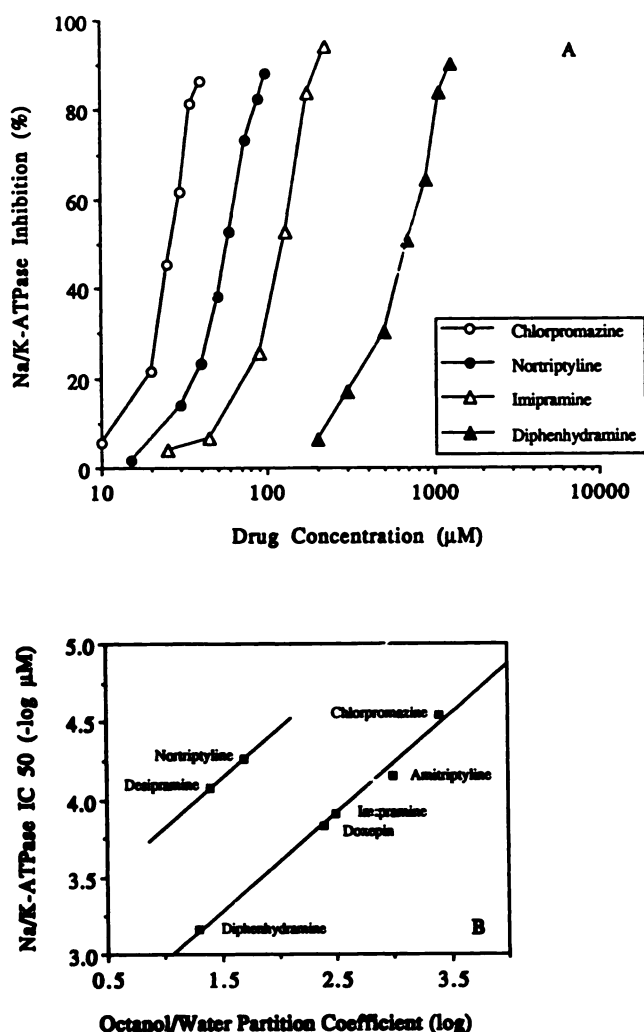 A
Na/K-ATPase Inhibition (%)
100
80
60
40
20
0
10
100
1000
10000
Drug Concentration (µM)
Chlorpromazine
Nortriptyline
Imipramine
Diphenhydramine
Na/K-ATPase IC 50 (-log µM)
5.0
4.5
4.0
3.75
3.5
3.0
Chlorpromazine
Nortriptyline
Desipramine
Amitriptyline
Doxepin
Diphenhydramine
B
0.5
1.5
2.5
3.5
Octanol/Water Partition Coefficient (log)